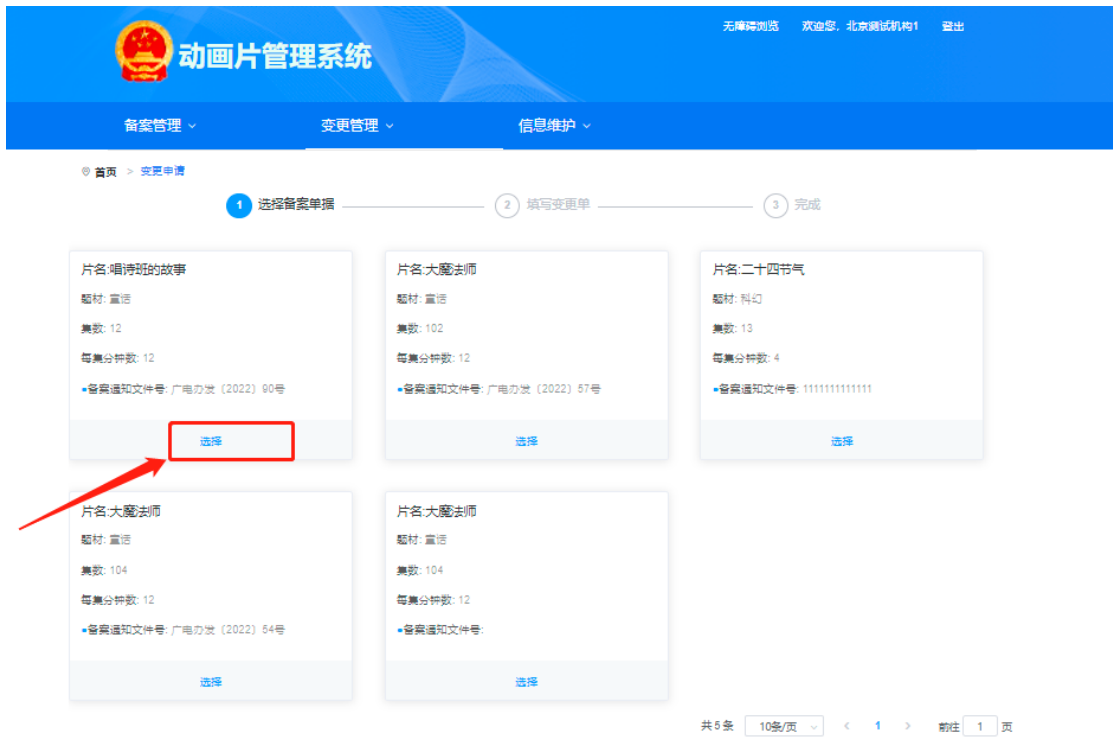 无障碍浏览 欢迎您，北京测试机构1 登出
动画片管理系统
备案管理 变更管理 信息维护
首页 > 变更申请
1 选择备案单据 2 填写变更单 3 完成
片名:唱诗班的故事
题材: 童话
集数: 12
每集分钟数: 12
备案通知文件号: 广电办发（2022）90号
选择
片名:大魔法师
题材: 童话
集数: 102
每集分钟数: 12
备案通知文件号: 广电办发（2022）57号
选择
片名:二十四节气
题材: 科幻
集数: 13
每集分钟数: 4
备案通知文件号: 1111111111111
选择
片名:大魔法师
题材: 童话
集数: 104
每集分钟数: 12
备案通知文件号: 广电办发（2022）54号
选择
片名:大魔法师
题材: 童话
集数: 104
每集分钟数: 12
备案通知文件号:
选择
共5条 10条/页 < 1 > 前往 1 页